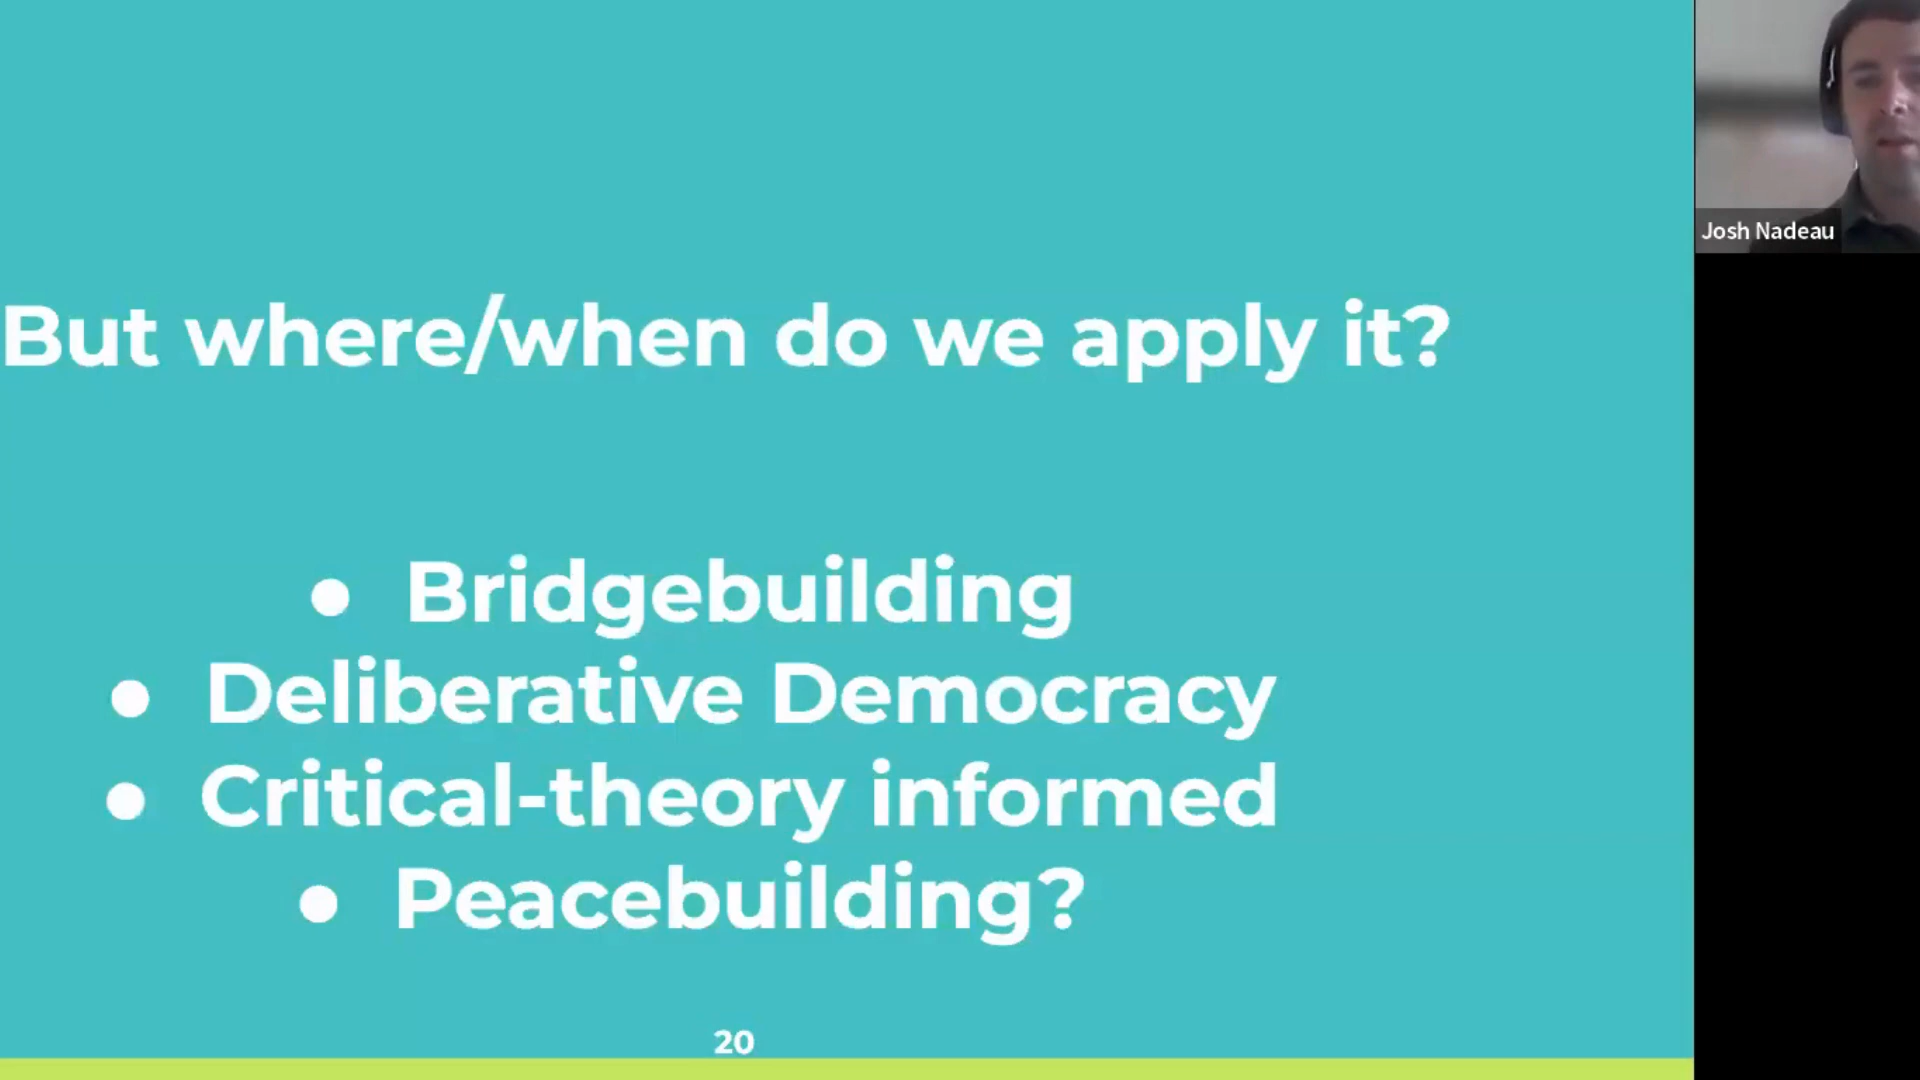 But where/when do we apply it?
● Bridgebuilding
● Deliberative Democracy
● Critical-theory informed
● Peacebuilding?
20
Josh Nadeau